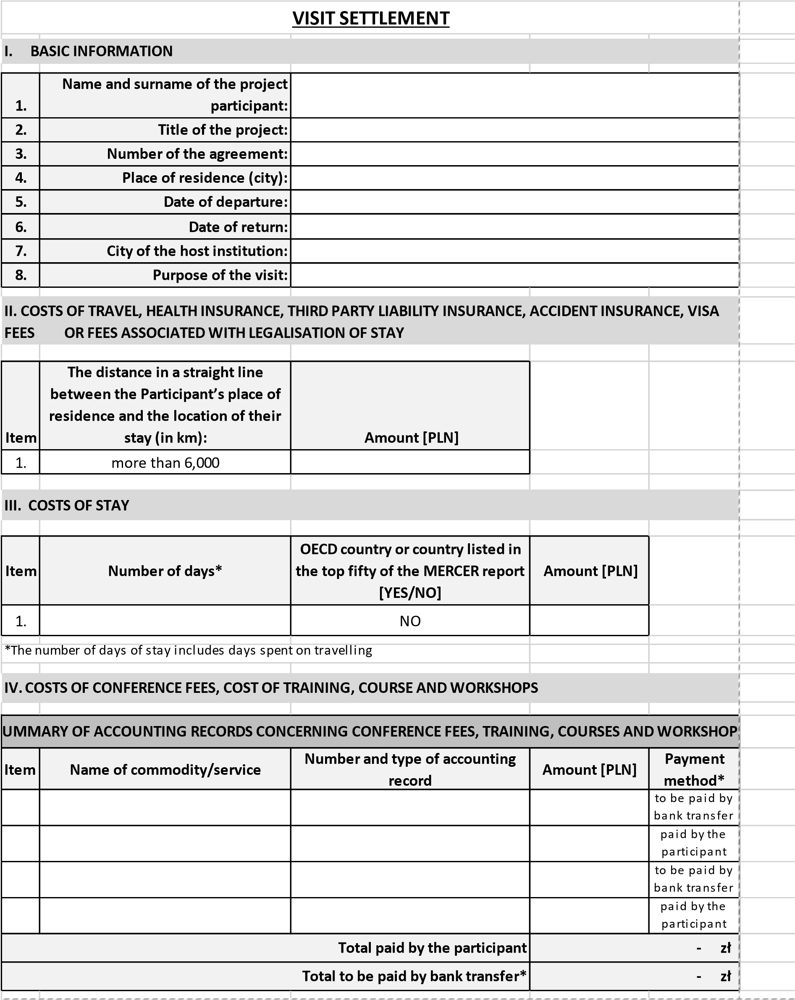 VISIT SETTLEMENT
I. BASIC INFORMATION
Name and surname of the project
1. participant:
2. Title of the project:
3. Number of the agreement:
4. Place of residence (city):
5. Date of departure:
6. Date of return:
7. City of the host institution:
8. Purpose of the visit:
II. COSTS OF TRAVEL, HEALTH INSURANCE, THIRD PARTY LIABILITY INSURANCE, ACCIDENT INSURANCE, VISA
FEES OR FEES ASSOCIATED WITH LEGALISATION OF STAY
The distance in a straight line
between the Participant’s place of
residence and the location of their
Item stay (in km): Amount [PLN]
1. more than 6,000
III. COSTS OF STAY
OECD country or country listed in
Item Number of days* the top fifty of the MERCER report Amount [PLN]
[YES/NO]
1. NO
*The number of days of stay includes days spent on travelling
IV. COSTS OF CONFERENCE FEES, COST OF TRAINING, COURSE AND WORKSHOPS
UMMARY OF ACCOUNTING RECORDS CONCERNING CONFERENCE FEES, TRAINING, COURSES AND WORKSHOP
Item Name of commodity/service Number and type of accounting record Amount [PLN] Payment method*
to be paid by
bank transfer
paid by the
participant
to be paid by
bank transfer
paid by the
participant
Total paid by the participant - zł
Total to be paid by bank transfer* - zł